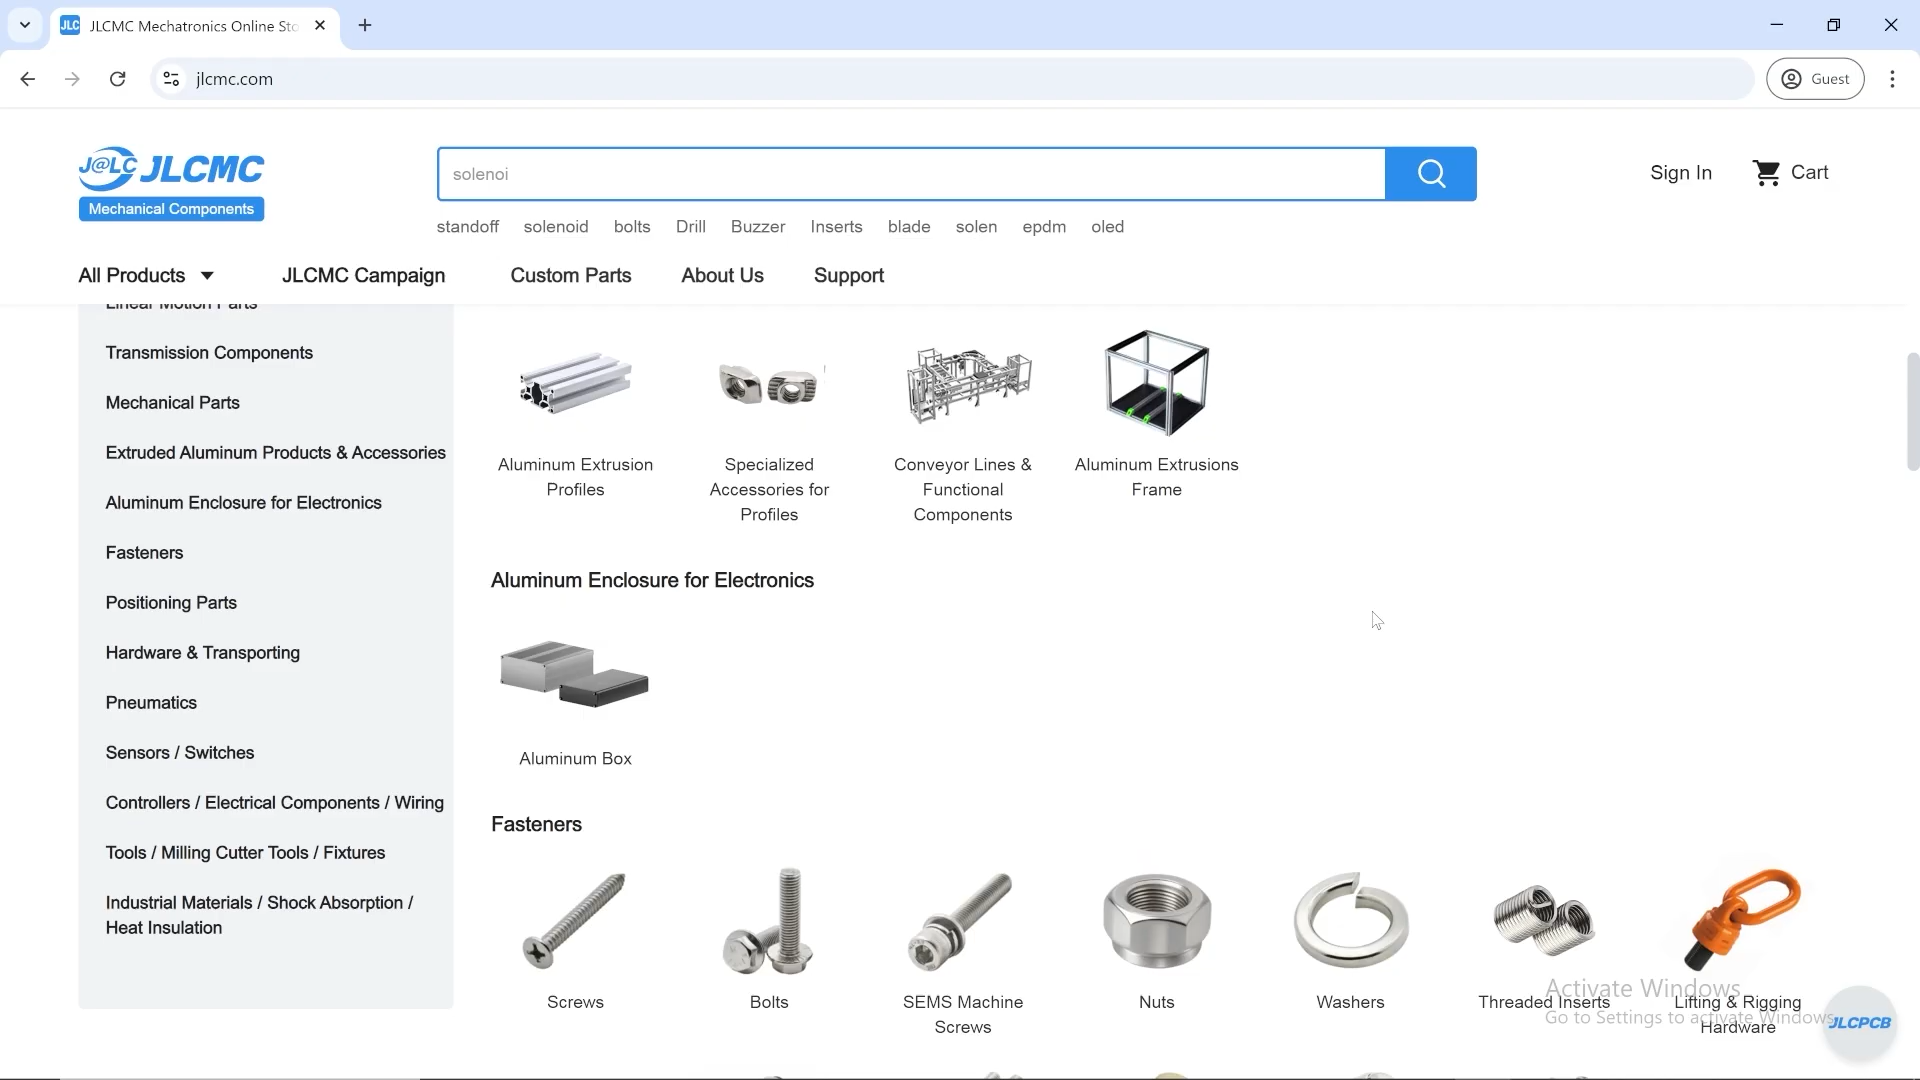 JLC JLCMC Mechatronics Online Sto
jlcmc.com
Guest
J@LC JLCMC
Mechanical Components
solenoi
Sign In
Cart
standoff solenoid bolts Drill Buzzer Inserts blade solen epdm oled
All Products
JLCMC Campaign
Custom Parts
About Us
Support
Linear Motion Parts
Transmission Components
Mechanical Parts
Extruded Aluminum Products & Accessories
Aluminum Enclosure for Electronics
Fasteners
Positioning Parts
Hardware & Transporting
Pneumatics
Sensors / Switches
Controllers / Electrical Components / Wiring
Tools / Milling Cutter Tools / Fixtures
Industrial Materials / Shock Absorption /
Heat Insulation
Aluminum Extrusion
Profiles
Specialized
Accessories for
Profiles
Conveyor Lines &
Functional
Components
Aluminum Extrusions
Frame
Aluminum Enclosure for Electronics
Aluminum Box
Fasteners
Screws
Bolts
SEMS Machine
Screws
Nuts
Washers
Threaded Inserts
Lifting & Rigging
Hardware
Activate Windows
Go to Settings to activate Windows
JLCPCB